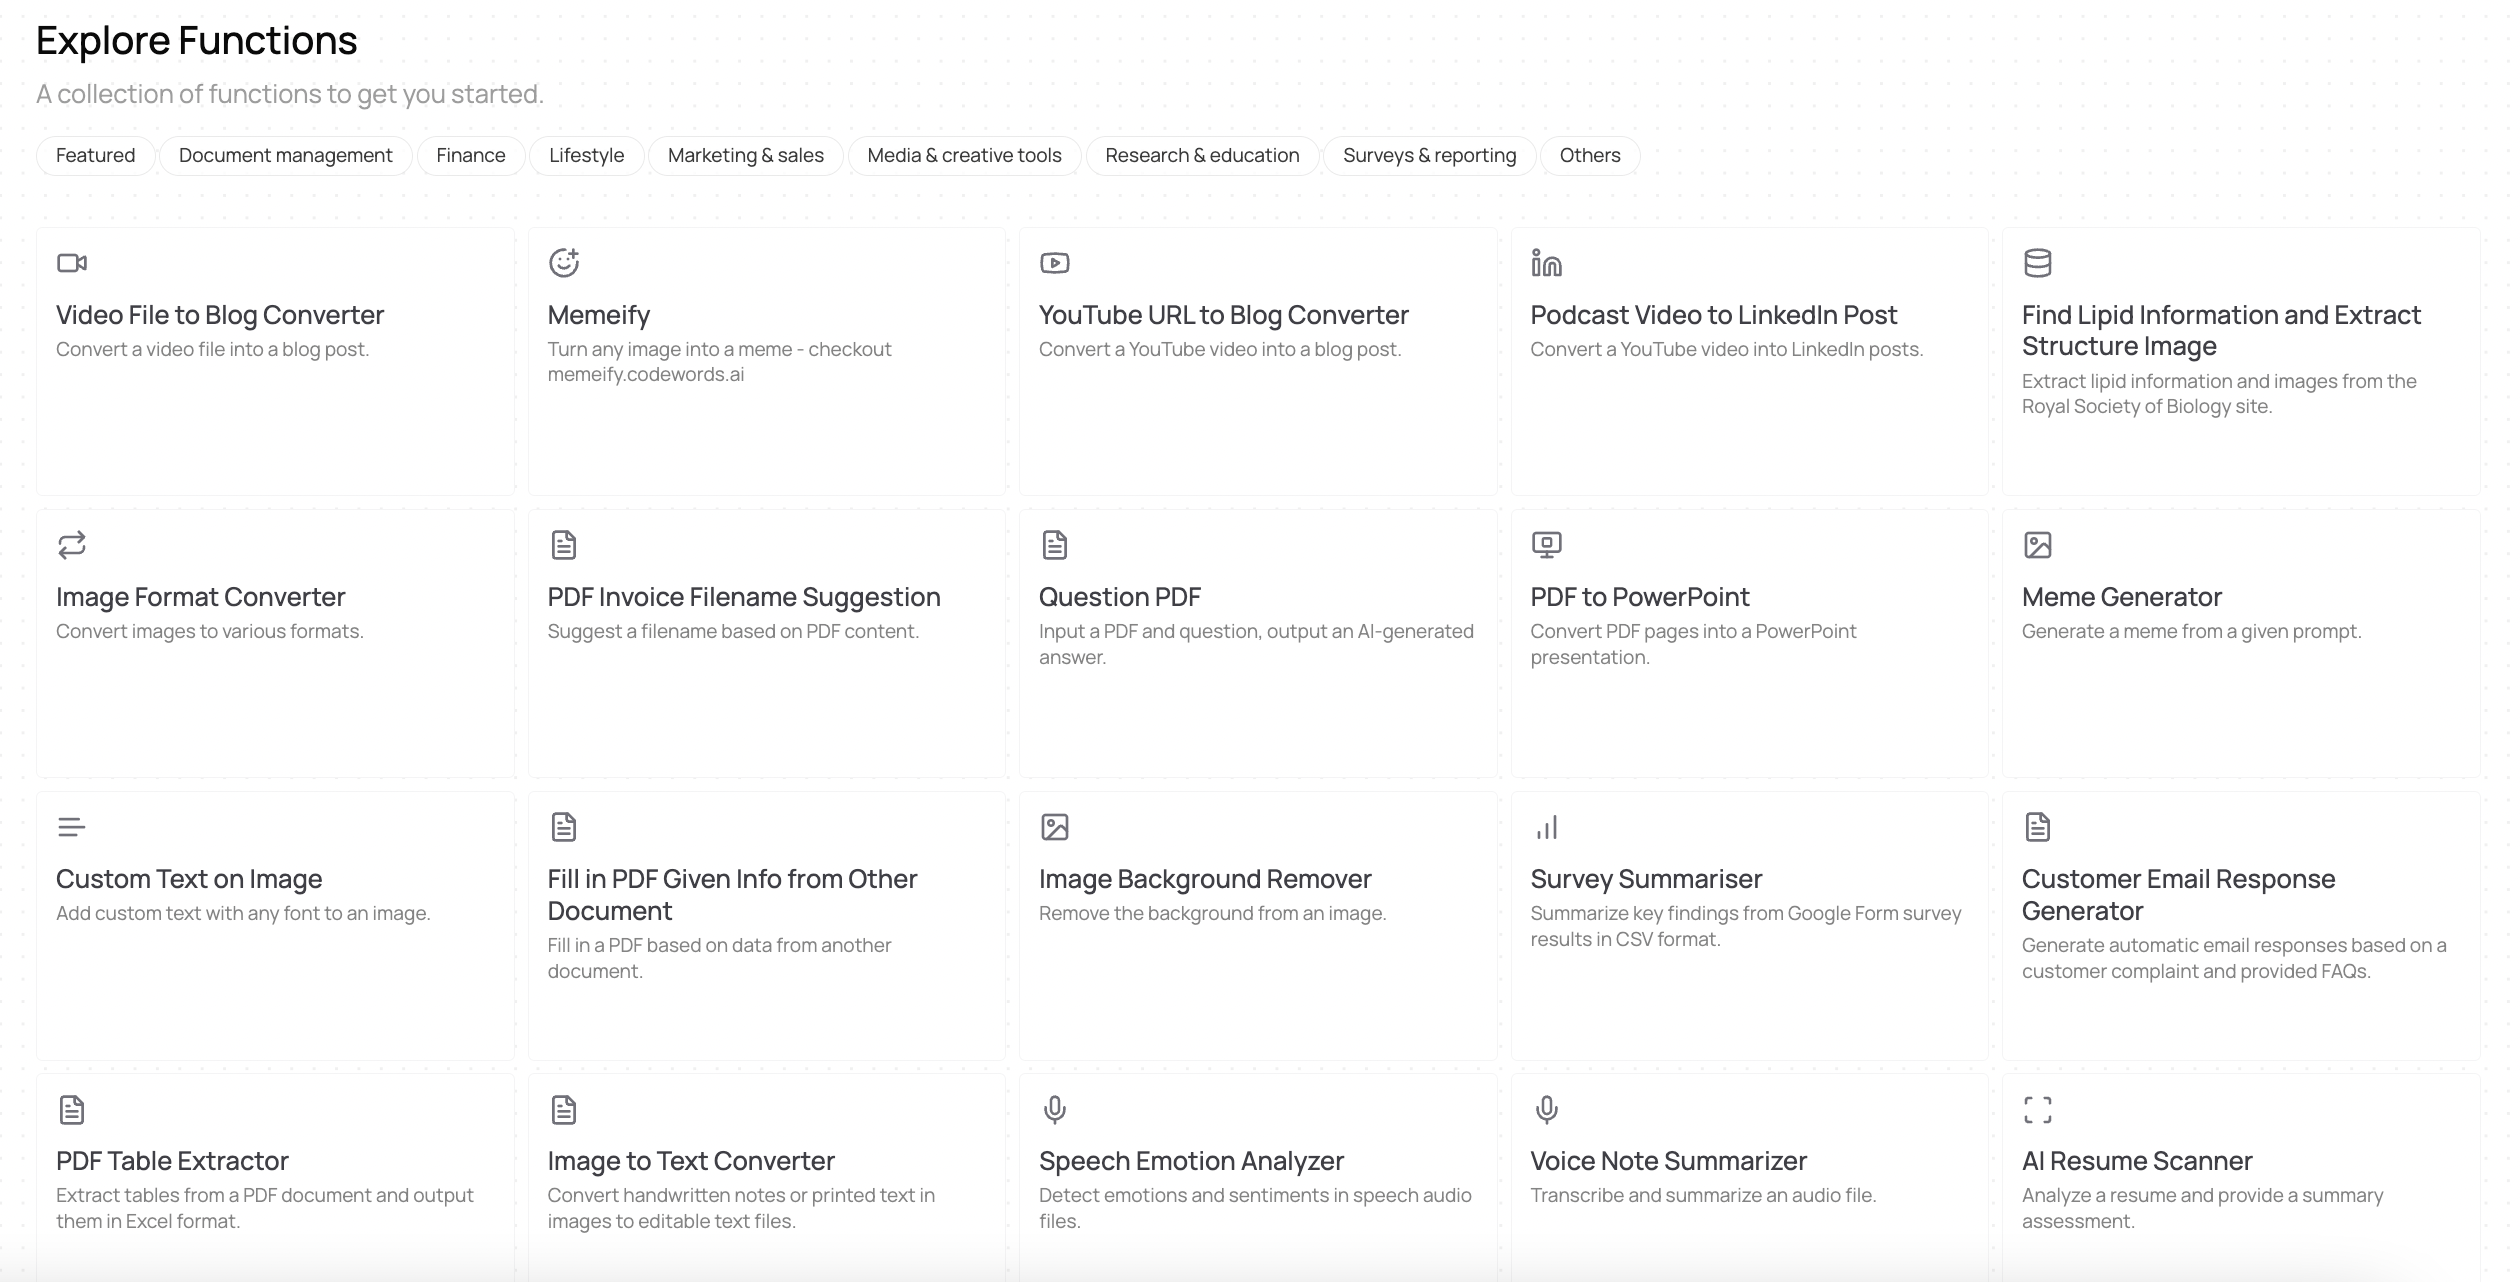 Explore Functions
A collection of functions to get you started.
Featured
Document management
Finance
Lifestyle
Marketing & sales
Media & creative tools
Research & education
Surveys & reporting
Others
Video File to Blog Converter
Convert a video file into a blog post.
Memeify
Turn any image into a meme - checkout
memeify.codewords.ai
YouTube URL to Blog Converter
Convert a YouTube video into a blog post.
Podcast Video to LinkedIn Post
Convert a YouTube video into LinkedIn posts.
Find Lipid Information and Extract
Structure Image
Extract lipid information and images from the
Royal Society of Biology site.
Image Format Converter
Convert images to various formats.
PDF Invoice Filename Suggestion
Suggest a filename based on PDF content.
Question PDF
Input a PDF and question, output an AI-generated
answer.
PDF to PowerPoint
Convert PDF pages into a PowerPoint
presentation.
Meme Generator
Generate a meme from a given prompt.
Custom Text on Image
Add custom text with any font to an image.
Fill in PDF Given Info from Other
Document
Fill in a PDF based on data from another
document.
Image Background Remover
Remove the background from an image.
Survey Summariser
Summarize key findings from Google Form survey
results in CSV format.
Customer Email Response
Generator
Generate automatic email responses based on a
customer complaint and provided FAQs.
PDF Table Extractor
Extract tables from a PDF document and output
them in Excel format.
Image to Text Converter
Convert handwritten notes or printed text in
images to editable text files.
Speech Emotion Analyzer
Detect emotions and sentiments in speech audio
files.
Voice Note Summarizer
Transcribe and summarize an audio file.
AI Resume Scanner
Analyze a resume and provide a summary
assessment.